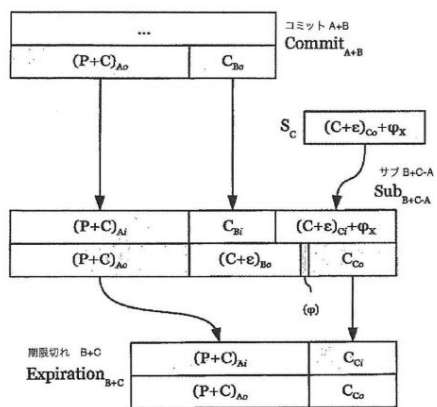 コミット A+B
Commit_A+B
...
(P+C)_Ao C_Bo
S_C (C+ε)_Co+φ_X
サブ B+C-A
Sub_B+C-A
(P+C)_Ai C_Bi (C+ε)_Ci+φ_X
(P+C)_Ao (C+ε)_Bo C_Co
(φ)
期限切れ B+C
Expiration_B+C
(P+C)_Ai C_Ci
(P+C)_Ao C_Co